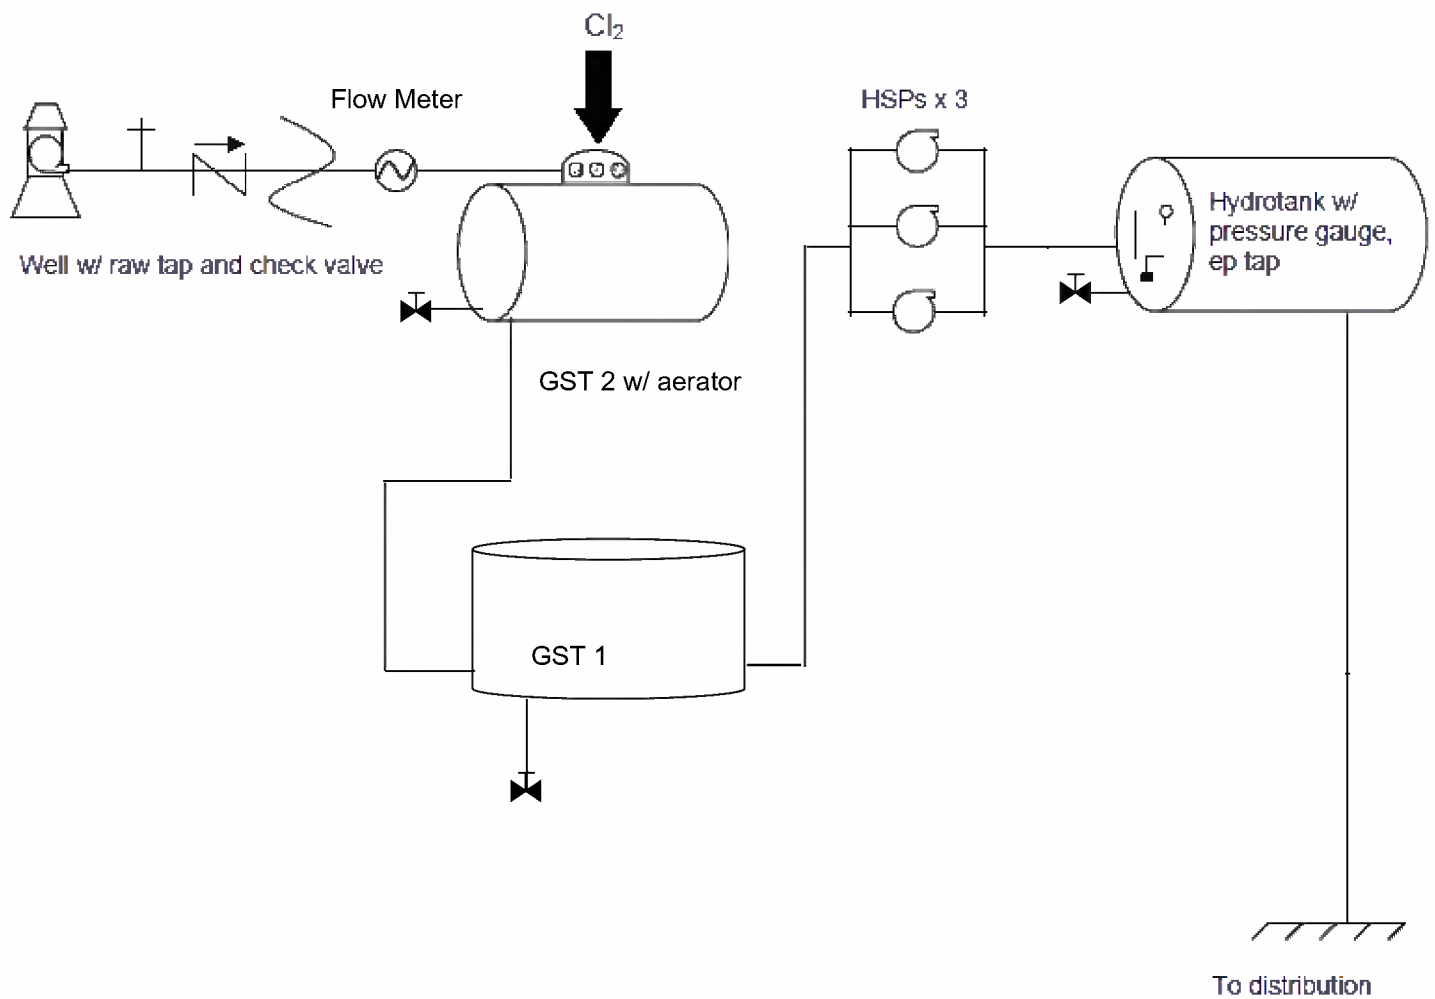 Cl₂
Flow Meter
HSPs x 3
Well w/ raw tap and check valve
Hydrotank w/
pressure gauge,
ep tap
GST 2 w/ aerator
GST 1
To distribution